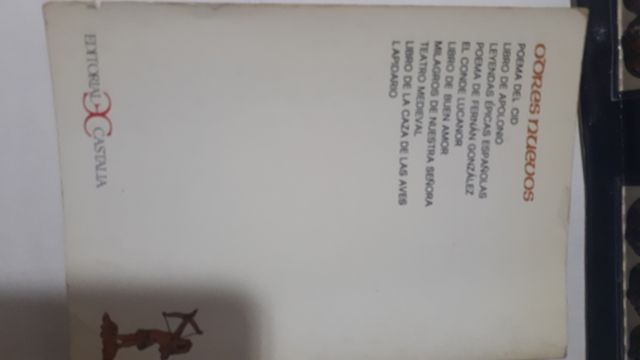 odres nuevos
POEMA DEL CID
LIBRO DE APOLONIO
LEYENDAS ÉPICAS ESPAÑOLAS
POEMA DE FERNÁN GONZÁLEZ
EL CONDE LUCANOR
LIBRO DE BUEN AMOR
MILAGROS DE NUESTRA SEÑORA
TEATRO MEDIEVAL
LIBRO DE LA CAZA DE LAS AVES
LAPIDARIO
EDITORIAL CASTALIA